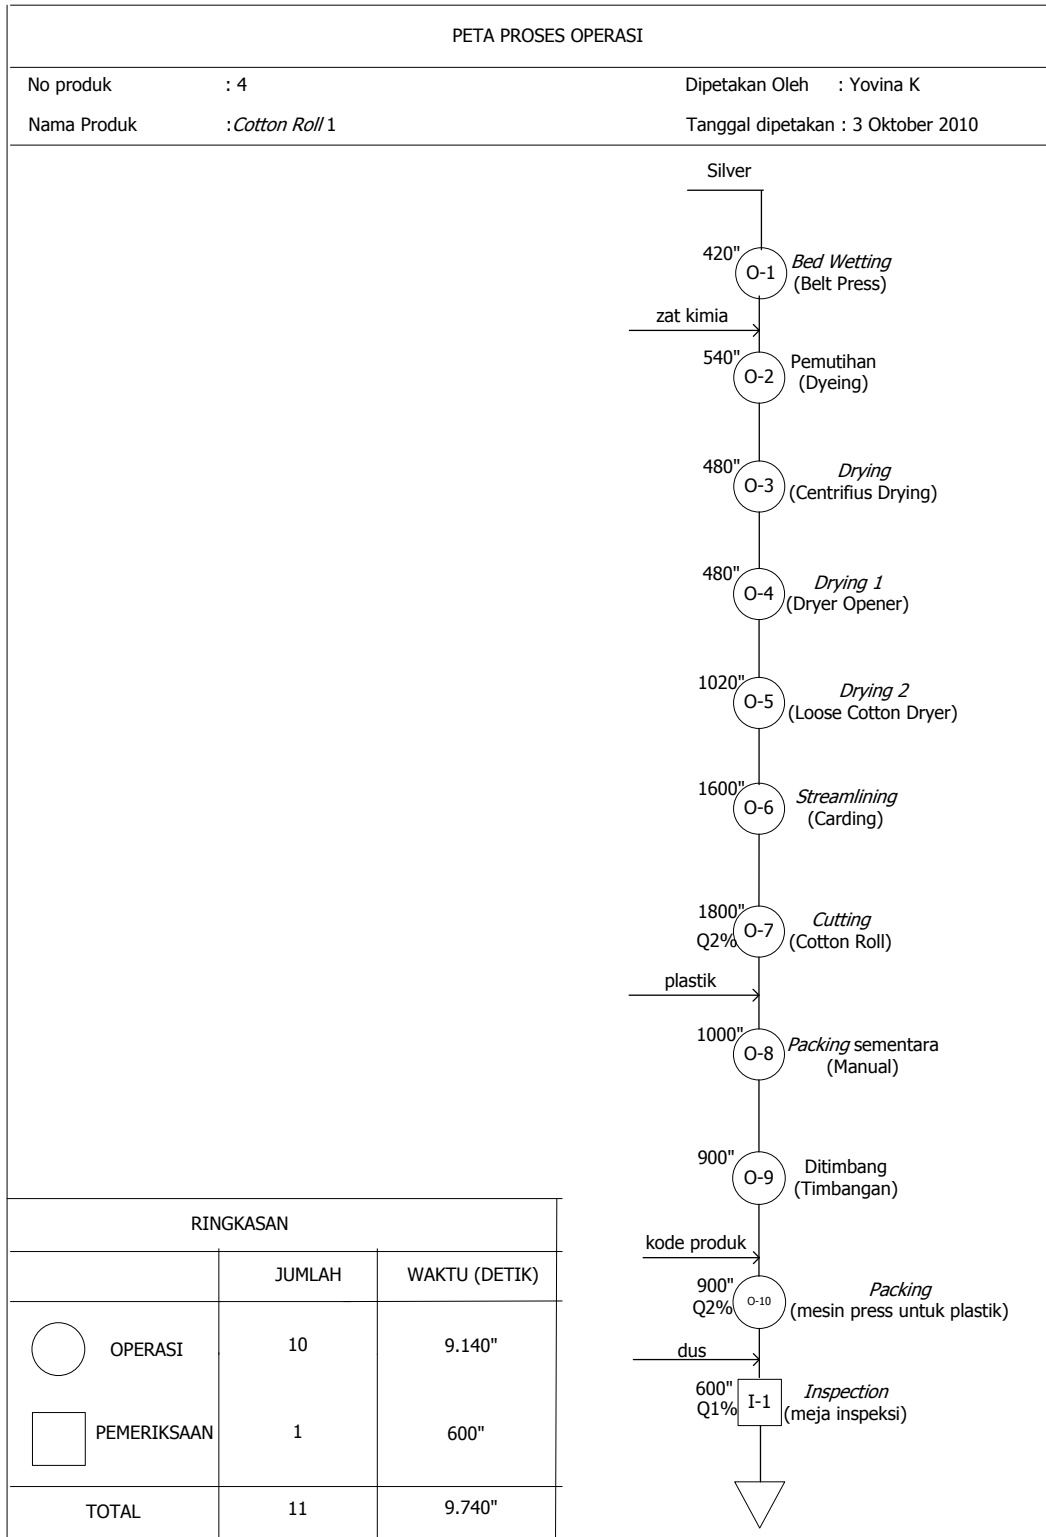 PETA PROSES OPERASI
No produk : 4 Dipetakan Oleh : Yovina K
Nama Produk : Cotton Roll 1 Tanggal dipetakan : 3 Oktober 2010
Silver
420"
O-1
Bed Wetting
(Belt Press)
zat kimia
540"
O-2
Pemutihan
(Dyeing)
480"
O-3
Drying
(Centrifius Drying)
480"
O-4
Drying 1
(Dryer Opener)
1020"
O-5
Drying 2
(Loose Cotton Dryer)
1600"
O-6
Streamlining
(Carding)
1800"
Q2%
O-7
Cutting
(Cotton Roll)
plastik
1000"
O-8
Packing sementara
(Manual)
900"
O-9
Ditimbang
(Timbangan)
kode produk
900"
Q2%
O-10
Packing
(mesin press untuk plastik)
dus
600"
Q1%
I-1
Inspection
(meja inspeksi)
RINGKASAN
JUMLAH WAKTU (DETIK)
OPERASI 10 9.140"
PEMERIKSAAN 1 600"
TOTAL 11 9.740"